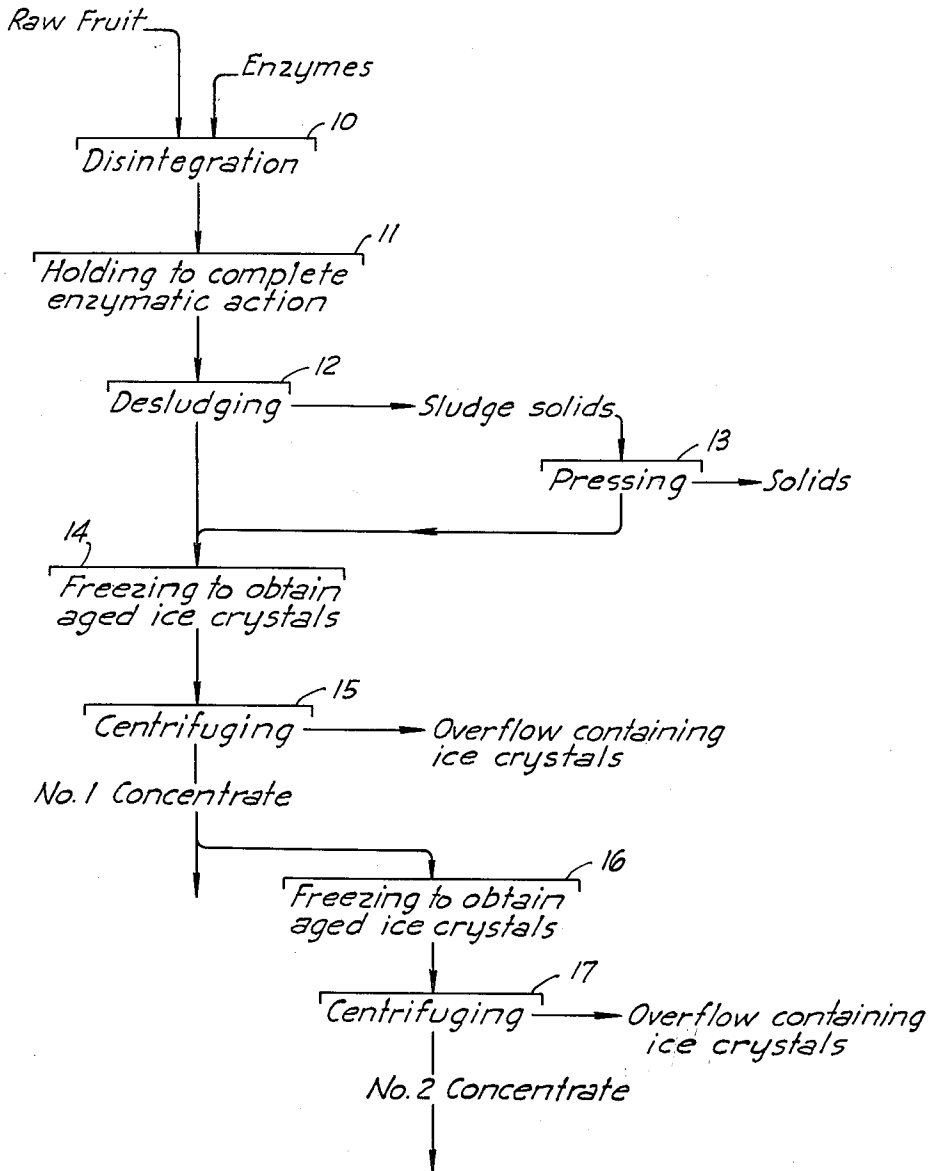 Raw Fruit
Enzymes
10
Disintegration
11
Holding to complete
enzymatic action
12
Desludging
Sludge solids
13
Pressing
Solids
14
Freezing to obtain
aged ice crystals
15
Centrifuging
Overflow containing
ice crystals
No. 1 Concentrate
16
Freezing to obtain
aged ice crystals
17
Centrifuging
Overflow containing
ice crystals
No. 2 Concentrate